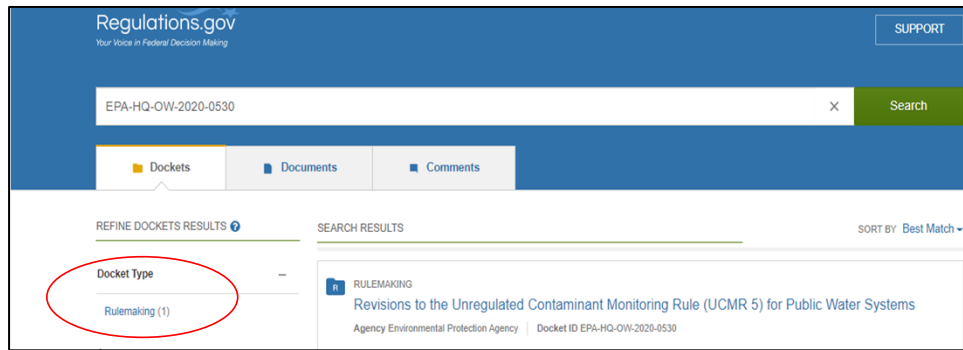 Regulations.gov
Your Voice in Federal Decision Making
SUPPORT
EPA-HQ-OW-2020-0530
Search
Dockets
Documents
Comments
REFINE DOCKETS RESULTS ?
SEARCH RESULTS
SORT BY Best Match
Docket Type
Rulemaking (1)
R RULEMAKING
Revisions to the Unregulated Contaminant Monitoring Rule (UCMR 5) for Public Water Systems
Agency Environmental Protection Agency Docket ID EPA-HQ-OW-2020-0530